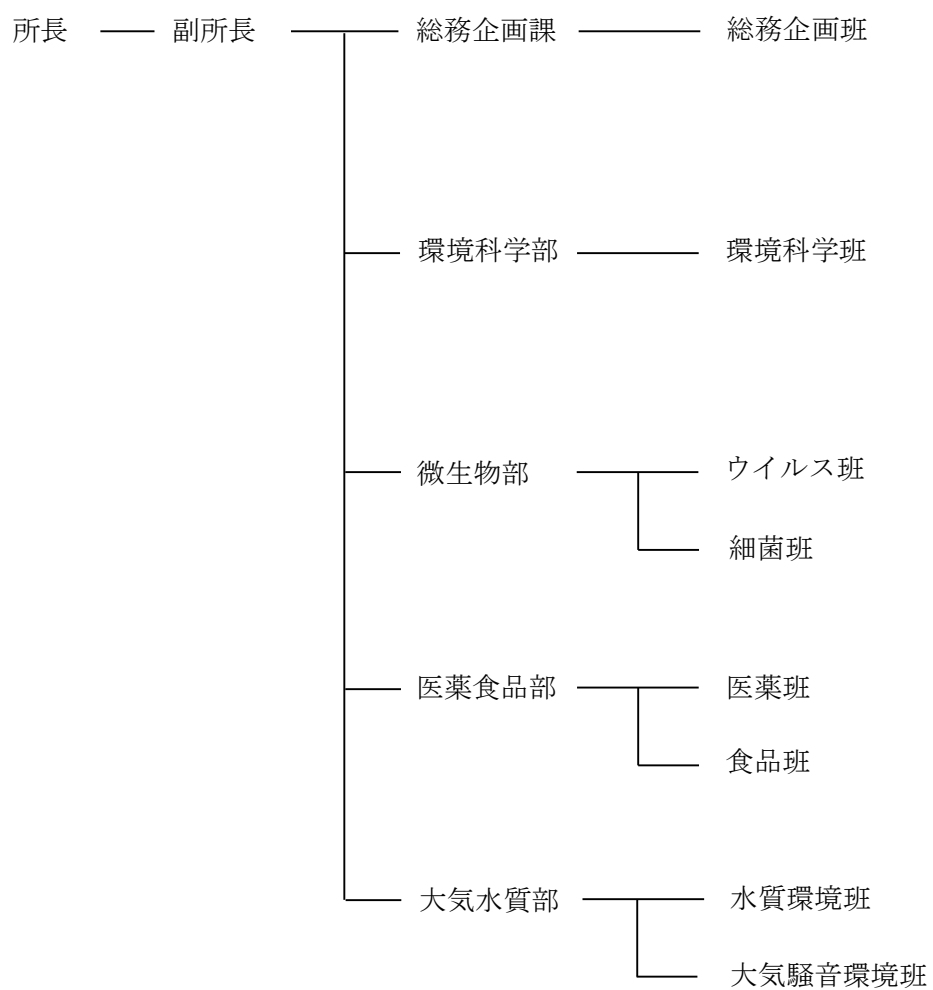 所長 副所長 総務企画課 総務企画班
環境科学部 環境科学班
微生物部 ウイルス班
細菌班
医薬食品部 医薬班
食品班
大気水質部 水質環境班
大気騒音環境班